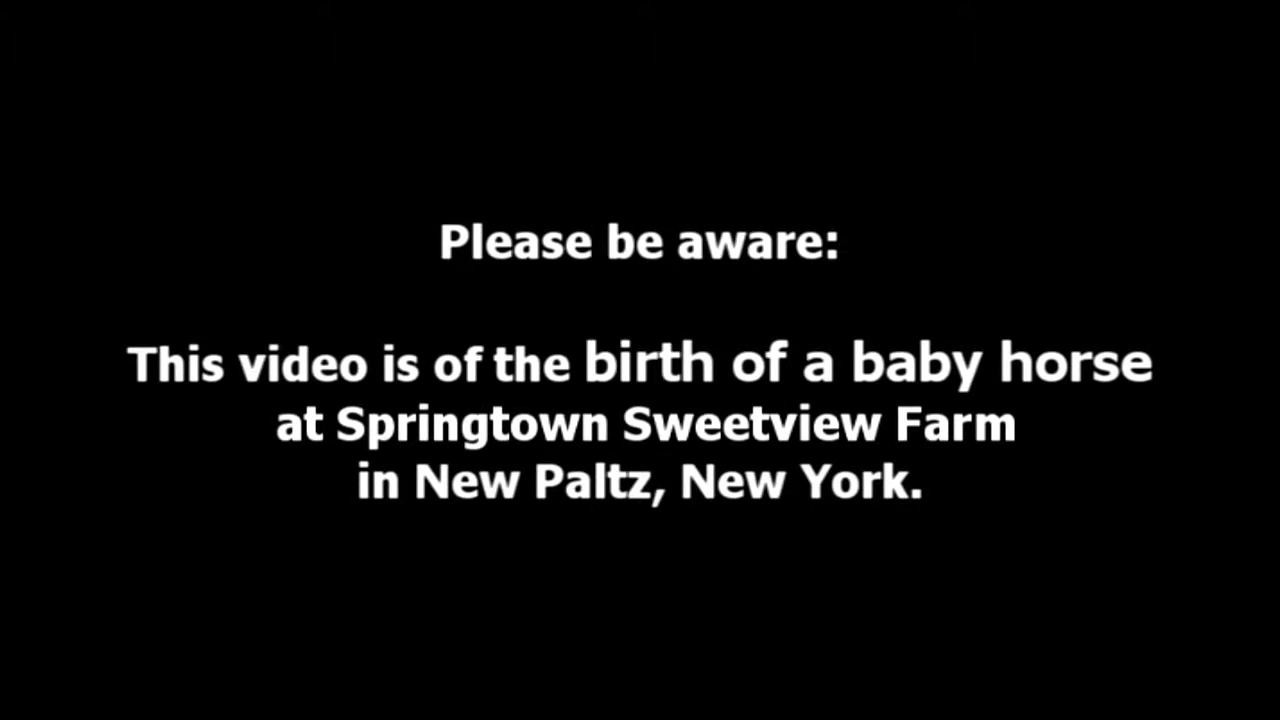 Please be aware:
This video is of the birth of a baby horse
at Springtown Sweetview Farm
in New Paltz, New York.